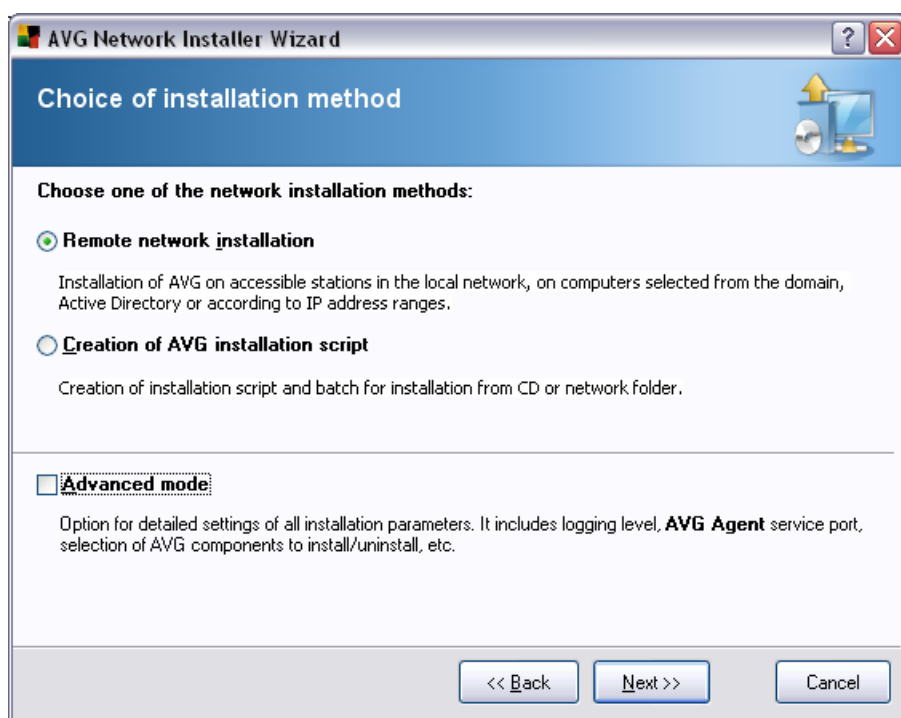 AVG Network Installer Wizard
?
Choice of installation method
Choose one of the network installation methods:
Remote network installation
Installation of AVG on accessible stations in the local network, on computers selected from the domain,
Active Directory or according to IP address ranges.
Creation of AVG installation script
Creation of installation script and batch for installation from CD or network folder.
Advanced mode
Option for detailed settings of all installation parameters. It includes logging level, AVG Agent service port,
selection of AVG components to install/uninstall, etc.
<< Back
Next >>
Cancel